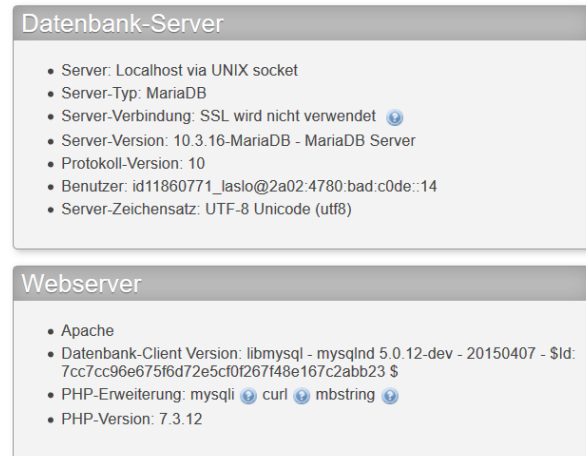 Datenbank-Server
• Server: Localhost via UNIX socket
• Server-Typ: MariaDB
• Server-Verbindung: SSL wird nicht verwendet
• Server-Version: 10.3.16-MariaDB - MariaDB Server
• Protokoll-Version: 10
• Benutzer: id11860771_laslo@2a02:4780:bad:c0de::14
• Server-Zeichensatz: UTF-8 Unicode (utf8)
Webserver
• Apache
• Datenbank-Client Version: libmysql - mysqlnd 5.0.12-dev - 20150407 - $Id:
7cc7cc96e675f6d72e5cf0f267f48e167c2abb23 $
• PHP-Erweiterung: mysqli curl mbstring
• PHP-Version: 7.3.12